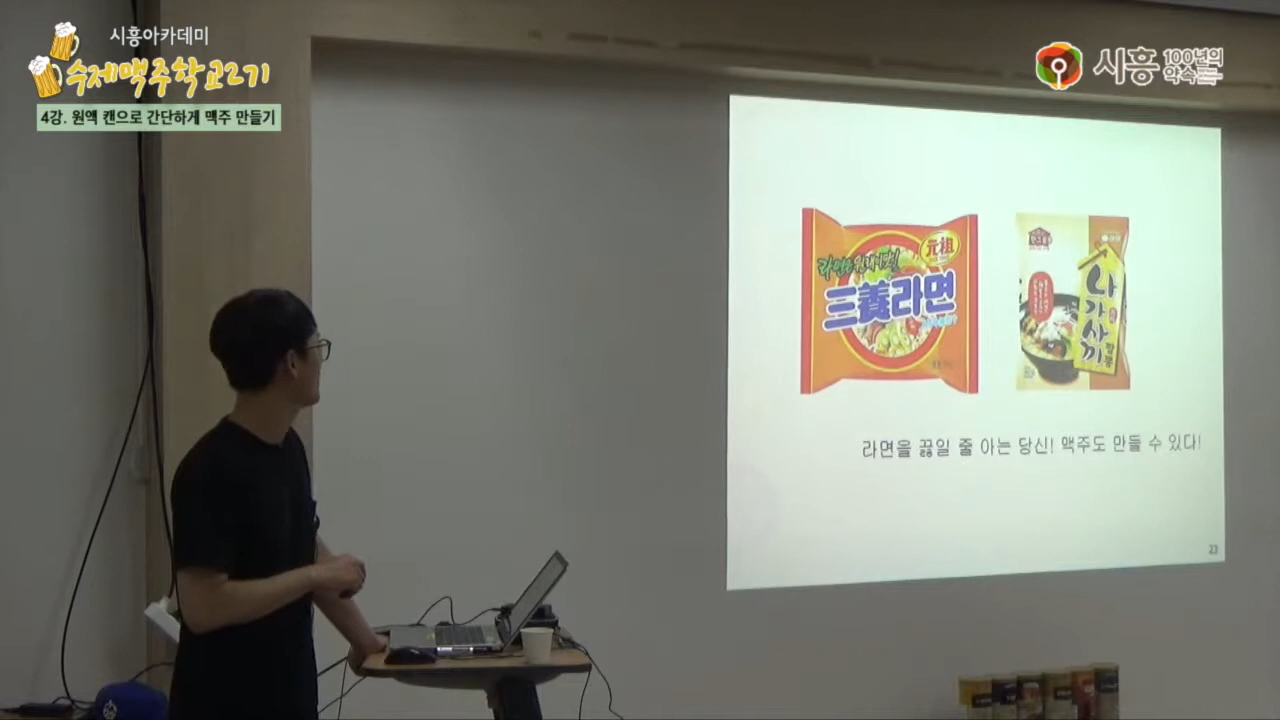 시흥아카데미
수제맥주학교2기
4강. 원액 캔으로 간단하게 맥주 만들기
시흥 100년의 약속
元祖
三養라면
나가사끼
짬뽕
라면을 끓일 줄 아는 당신! 맥주도 만들 수 있다!
23